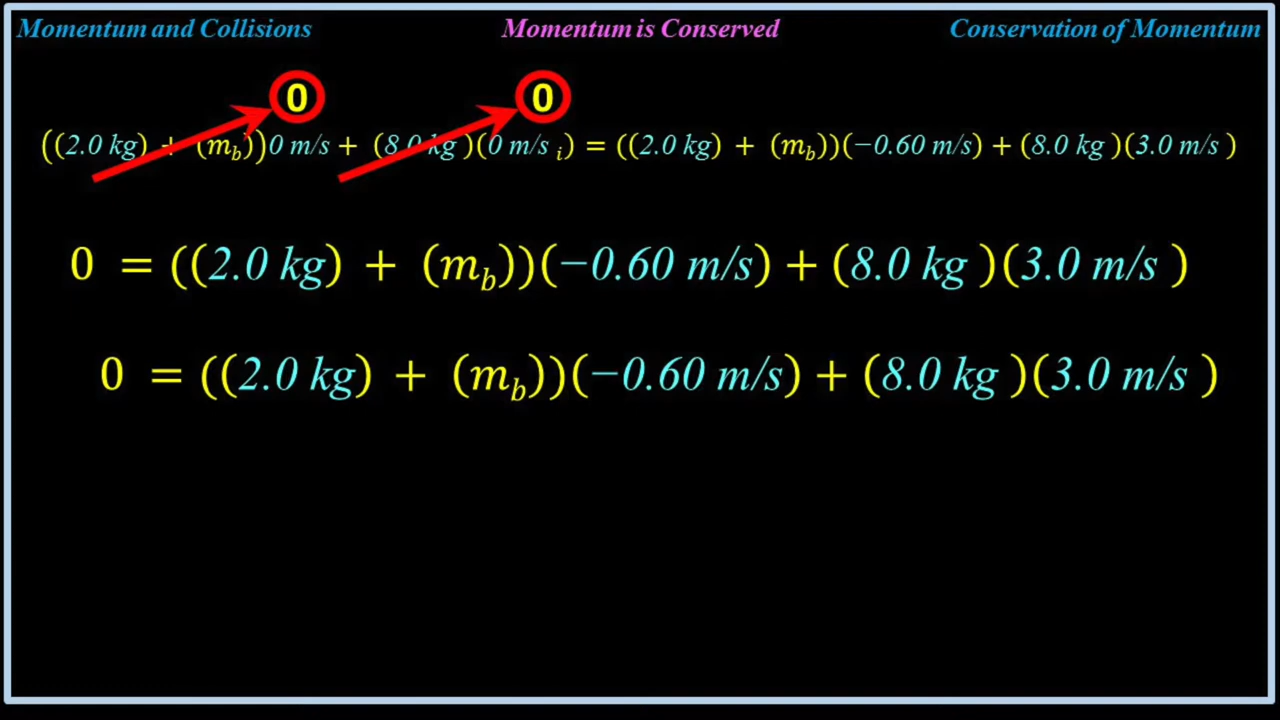 Momentum and Collisions Momentum is Conserved Conservation of Momentum
0 0
((2.0 kg) + (m_b))0 m/s + (8.0 kg )(0 m/s _i) = ((2.0 kg) + (m_b))(−0.60 m/s) + (8.0 kg )(3.0 m/s )
0 = ((2.0 kg) + (m_b))(−0.60 m/s) + (8.0 kg )(3.0 m/s )
0 = ((2.0 kg) + (m_b))(−0.60 m/s) + (8.0 kg )(3.0 m/s )